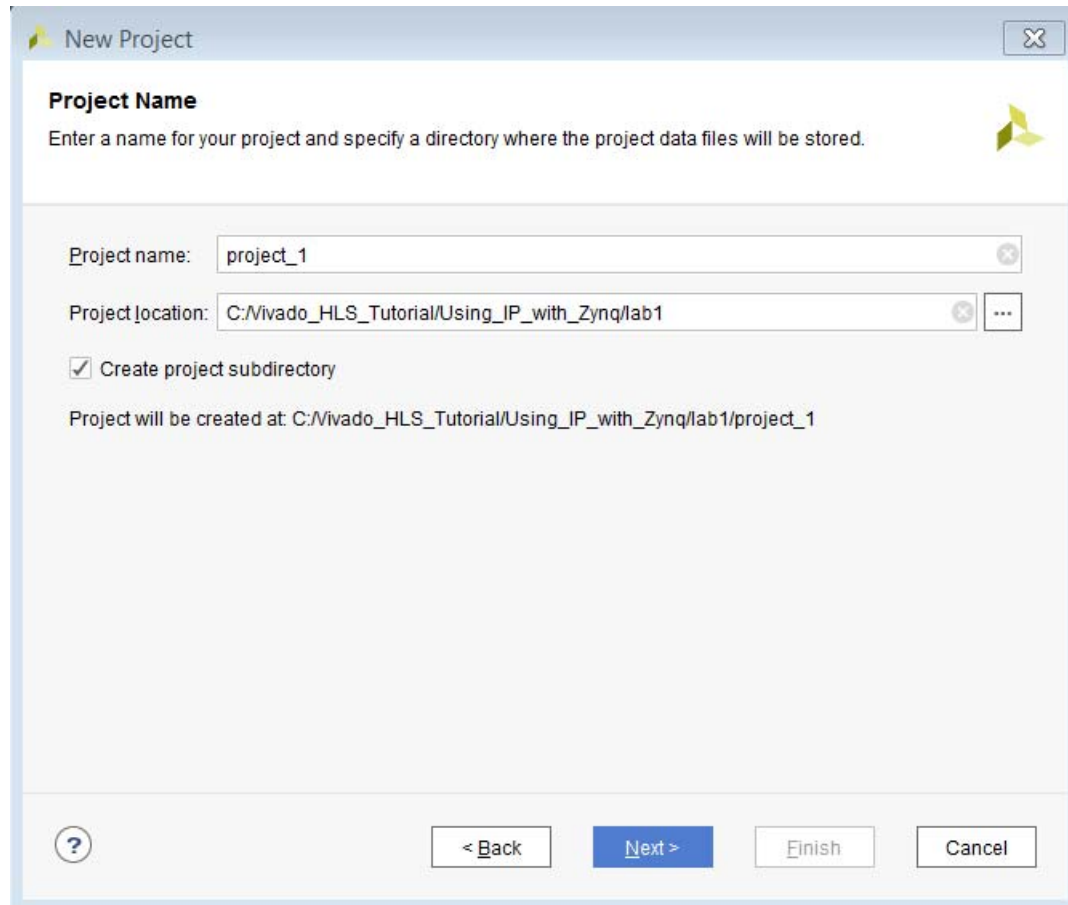 New Project
Project Name
Enter a name for your project and specify a directory where the project data files will be stored.
Project name: project_1
Project location: C:/Vivado_HLS_Tutorial/Using_IP_with_Zynq/lab1 ...
Create project subdirectory
Project will be created at: C:/Vivado_HLS_Tutorial/Using_IP_with_Zynq/lab1/project_1
? < Back Next > Finish Cancel